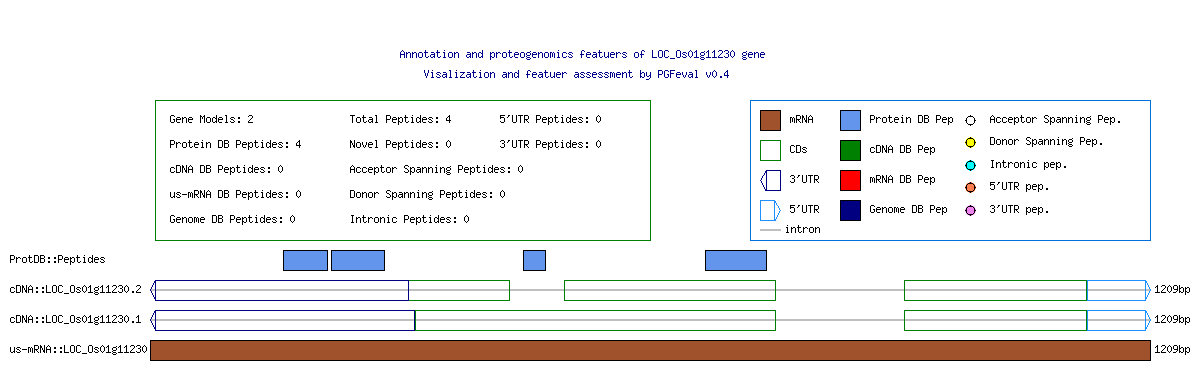 Annotation and proteogenomics featuers of LOC_Os01g11230 gene
Visalization and featuer assessment by PGFeval v0.4
Gene Models: 2 Total Peptides: 4 5'UTR Peptides: 0
Protein DB Peptides: 4 Novel Peptides: 0 3'UTR Peptides: 0
cDNA DB Peptides: 0 Acceptor Spanning Peptides: 0
us-mRNA DB Peptides: 0 Donor Spanning Peptides: 0
Genome DB Peptides: 0 Intronic Peptides: 0
mRNA Protein DB Pep Acceptor Spanning Pep.
CDs cDNA DB Pep Donor Spanning Pep.
3'UTR mRNA DB Pep Intronic pep.
5'UTR Genome DB Pep 5'UTR pep.
intron 3'UTR pep.
ProtDB::Peptides
cDNA::LOC_Os01g11230.2 1209bp
cDNA::LOC_Os01g11230.1 1209bp
us-mRNA::LOC_Os01g11230 1209bp